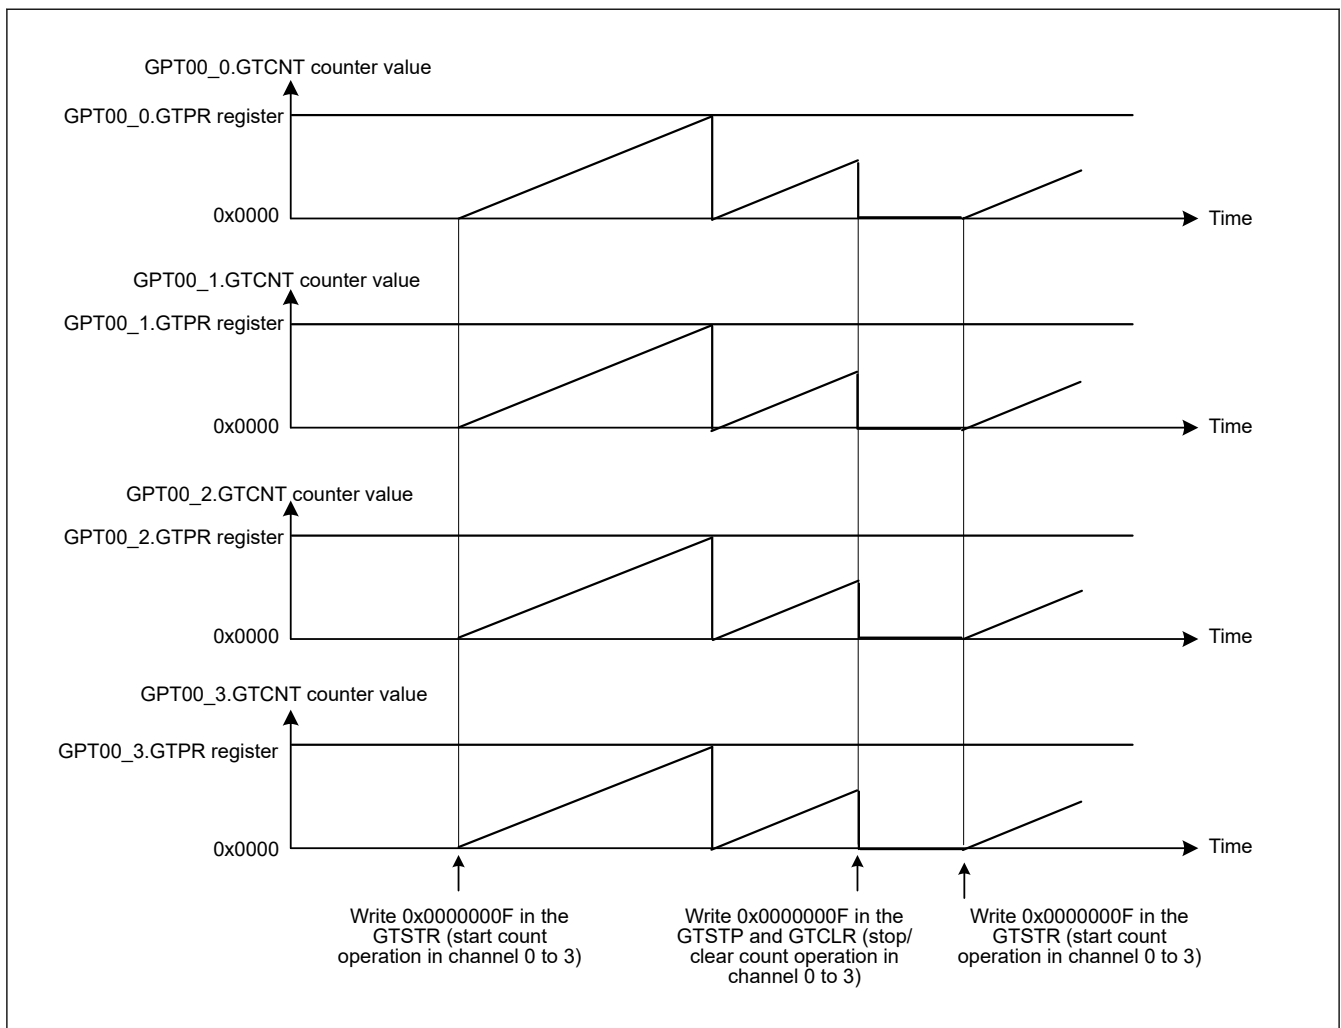 GPT00_0.GTCNT counter value
GPT00_0.GTPR register
0x0000
Time
GPT00_1.GTCNT counter value
GPT00_1.GTPR register
0x0000
Time
GPT00_2.GTCNT counter value
GPT00_2.GTPR register
0x0000
Time
GPT00_3.GTCNT counter value
GPT00_3.GTPR register
0x0000
Time
Write 0x0000000F in the
GTSTR (start count
operation in channel 0 to 3)
Write 0x0000000F in the
GTSTP and GTCLR (stop/
clear count operation in
channel 0 to 3)
Write 0x0000000F in the
GTSTR (start count
operation in channel 0 to 3)